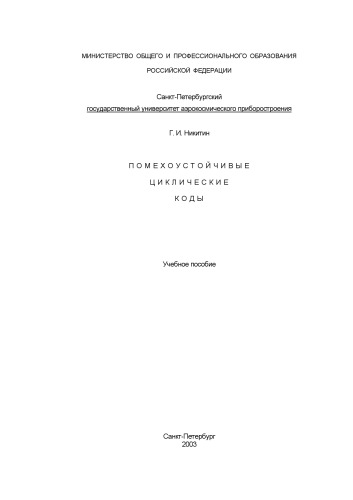 МИНИСТЕРСТВО ОБЩЕГО И ПРОФЕССИОНАЛЬНОГО ОБРАЗОВАНИЯ
РОССИЙСКОЙ ФЕДЕРАЦИИ
Санкт-Петербургский
государственный университет аэрокосмического приборостроения
Г. И. Никитин
П О М Е Х О У С Т О Й Ч И В Ы Е
Ц И К Л И Ч Е С К И Е
К О Д Ы
Учебное пособие
Санкт-Петербург
2003